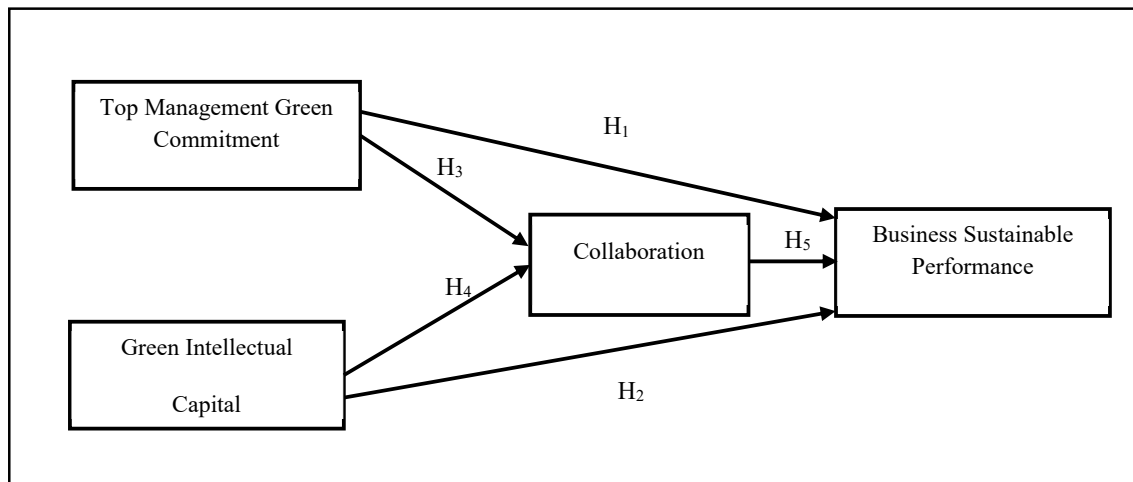 Top Management Green
Commitment
H₁
H₃
Collaboration
H₅
Business Sustainable
Performance
H₄
Green Intellectual
Capital
H₂